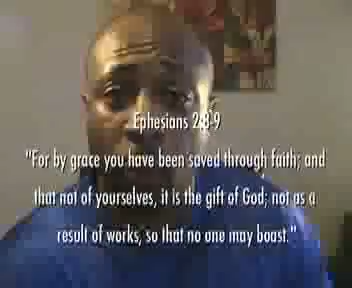 Ephesians 2:8-9
"For by grace you have been saved through faith; and
that not of yourselves, it is the gift of God; not as a
result of works, so that no one may boast."